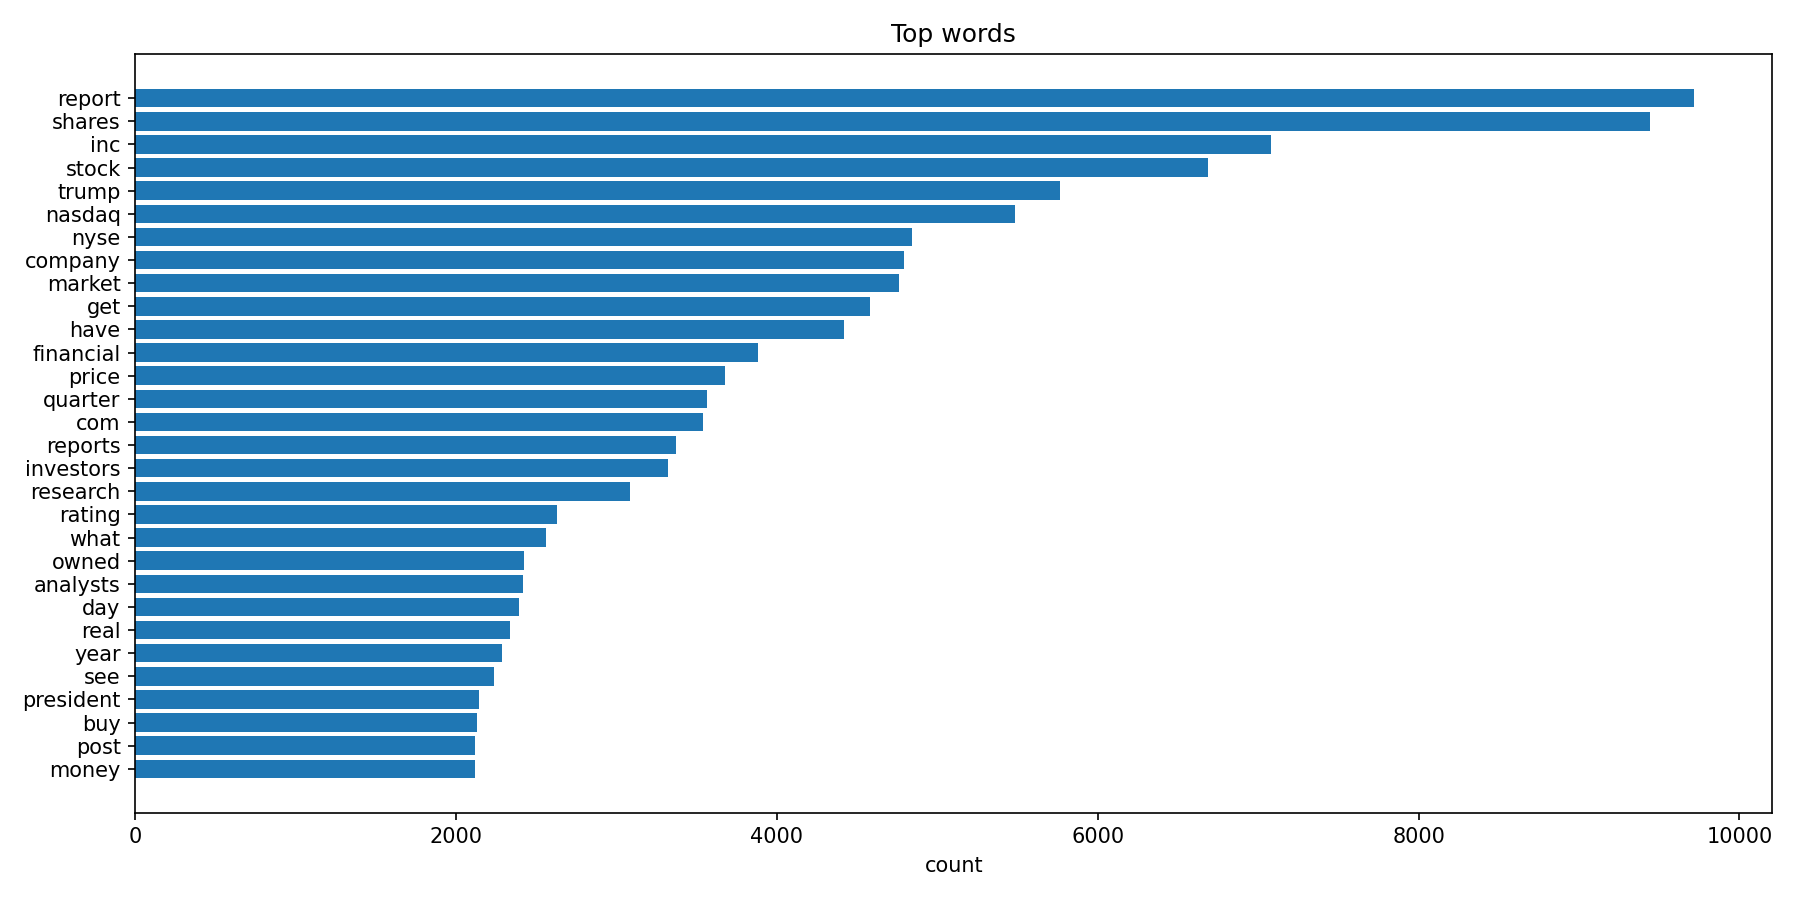 Top words
report
shares
inc
stock
trump
nasdaq
nyse
company
market
get
have
financial
price
quarter
com
reports
investors
research
rating
what
owned
analysts
day
real
year
see
president
buy
post
money
0 2000 4000 6000 8000 10000
count